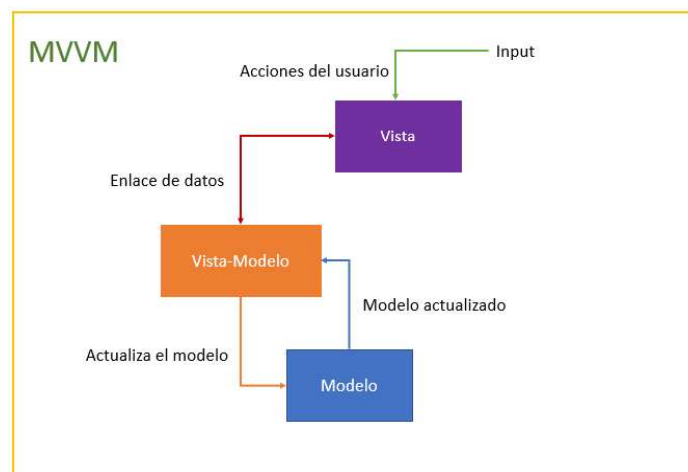 MVVM
Input
Acciones del usuario
Vista
Enlace de datos
Vista-Modelo
Modelo actualizado
Actualiza el modelo
Modelo